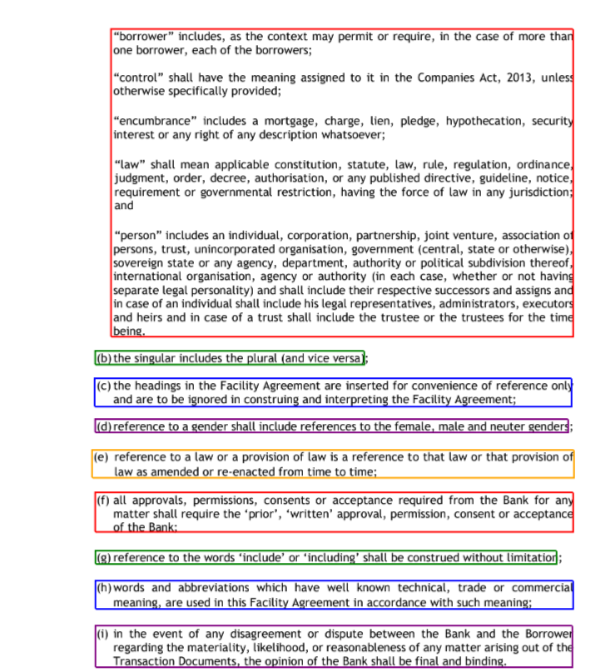 “borrower” includes, as the context may permit or require, in the case of more than
one borrower, each of the borrowers;
“control” shall have the meaning assigned to it in the Companies Act, 2013, unless
otherwise specifically provided;
“encumbrance” includes a mortgage, charge, lien, pledge, hypothecation, security
interest or any right of any description whatsoever;
“law” shall mean applicable constitution, statute, law, rule, regulation, ordinance,
judgment, order, decree, authorisation, or any published directive, guideline, notice,
requirement or governmental restriction, having the force of law in any jurisdiction;
and
“person” includes an individual, corporation, partnership, joint venture, association of
persons, trust, unincorporated organisation, government (central, state or otherwise),
sovereign state or any agency, department, authority or political subdivision thereof,
international organisation, agency or authority (in each case, whether or not having
separate legal personality) and shall include their respective successors and assigns and
in case of an individual shall include his legal representatives, administrators, executors
and heirs and in case of a trust shall include the trustee or the trustees for the time
being.
(b) the singular includes the plural (and vice versa);
(c) the headings in the Facility Agreement are inserted for convenience of reference only
and are to be ignored in construing and interpreting the Facility Agreement;
(d) reference to a gender shall include references to the female, male and neuter genders;
(e) reference to a law or a provision of law is a reference to that law or that provision of
law as amended or re-enacted from time to time;
(f) all approvals, permissions, consents or acceptance required from the Bank for any
matter shall require the ‘prior’, ‘written’ approval, permission, consent or acceptance
of the Bank;
(g) reference to the words ‘include’ or ‘including’ shall be construed without limitation;
(h) words and abbreviations which have well known technical, trade or commercial
meaning, are used in this Facility Agreement in accordance with such meaning;
(i) in the event of any disagreement or dispute between the Bank and the Borrower
regarding the materiality, likelihood, or reasonableness of any matter arising out of the
Transaction Documents, the opinion of the Bank shall be final and binding.